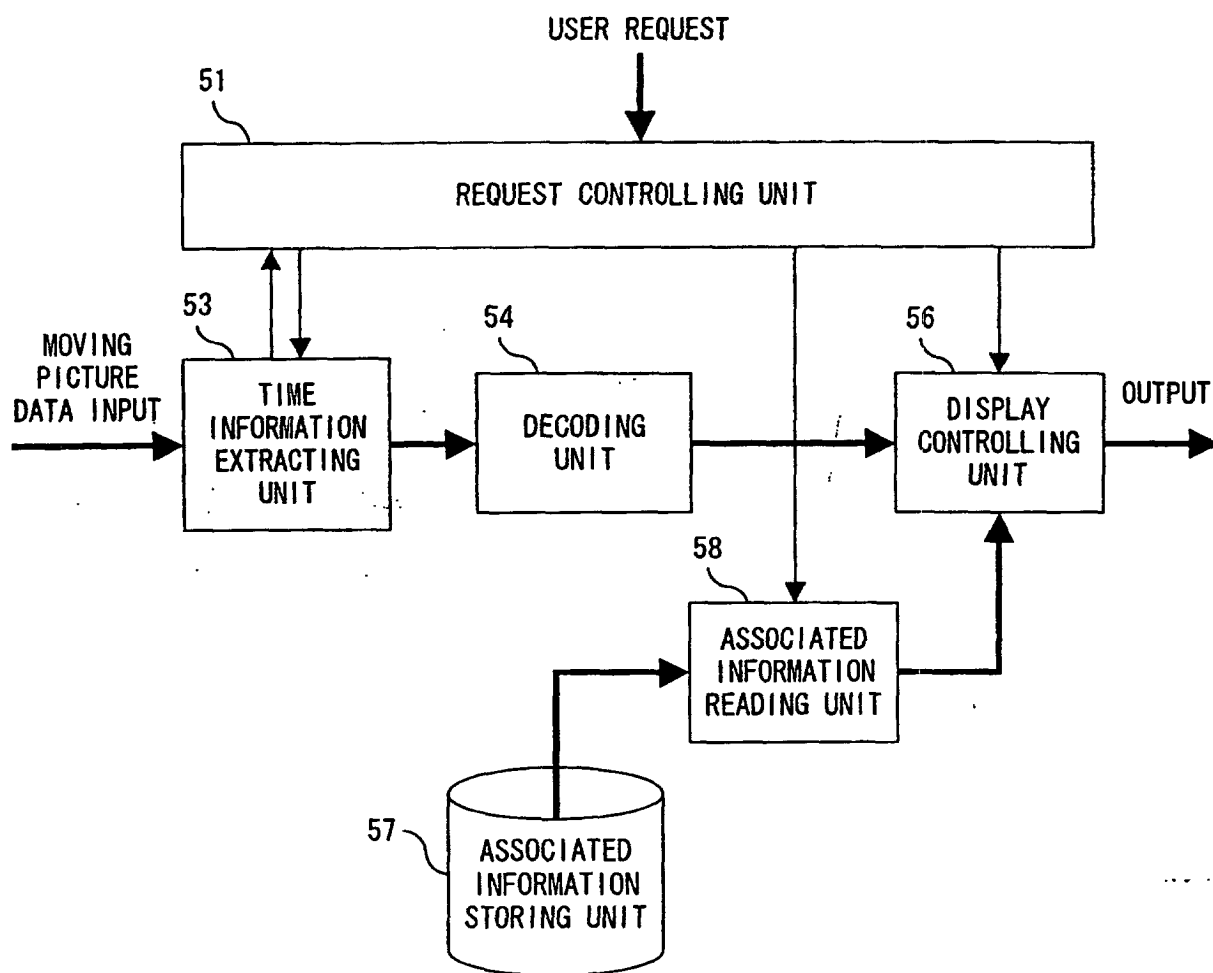 USER REQUEST
51
REQUEST CONTROLLING UNIT
53
54
56
MOVING
PICTURE
DATA INPUT
TIME
INFORMATION
EXTRACTING
UNIT
DECODING
UNIT
DISPLAY
CONTROLLING
UNIT
OUTPUT
58
ASSOCIATED
INFORMATION
READING UNIT
57
ASSOCIATED
INFORMATION
STORING UNIT